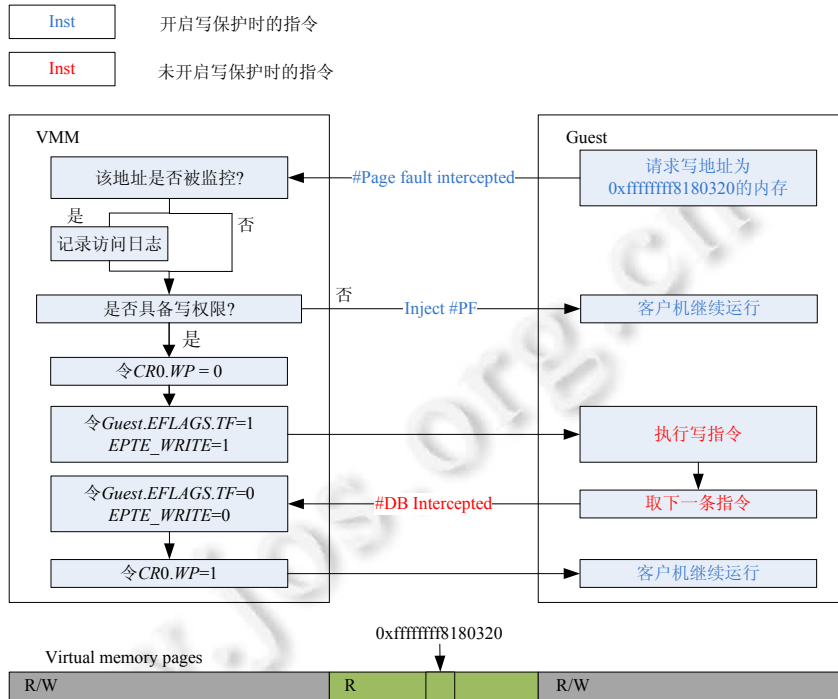 Inst 开启写保护时的指令
Inst 未开启写保护时的指令
VMM
Guest
该地址是否被监控?
#Page fault intercepted
请求写地址为
0xffffffff8180320的内存
是
否
记录访问日志
是否具备写权限?
否
Inject #PF
客户机继续运行
是
令CR0.WP = 0
令Guest.EFLAGS.TF=1
EPTE_WRITE=1
执行写指令
令Guest.EFLAGS.TF=0
EPTE_WRITE=0
#DB Intercepted
取下一条指令
令CR0.WP=1
客户机继续运行
0xffffffff8180320
Virtual memory pages
R/W
R
R/W
.jos.org.cn